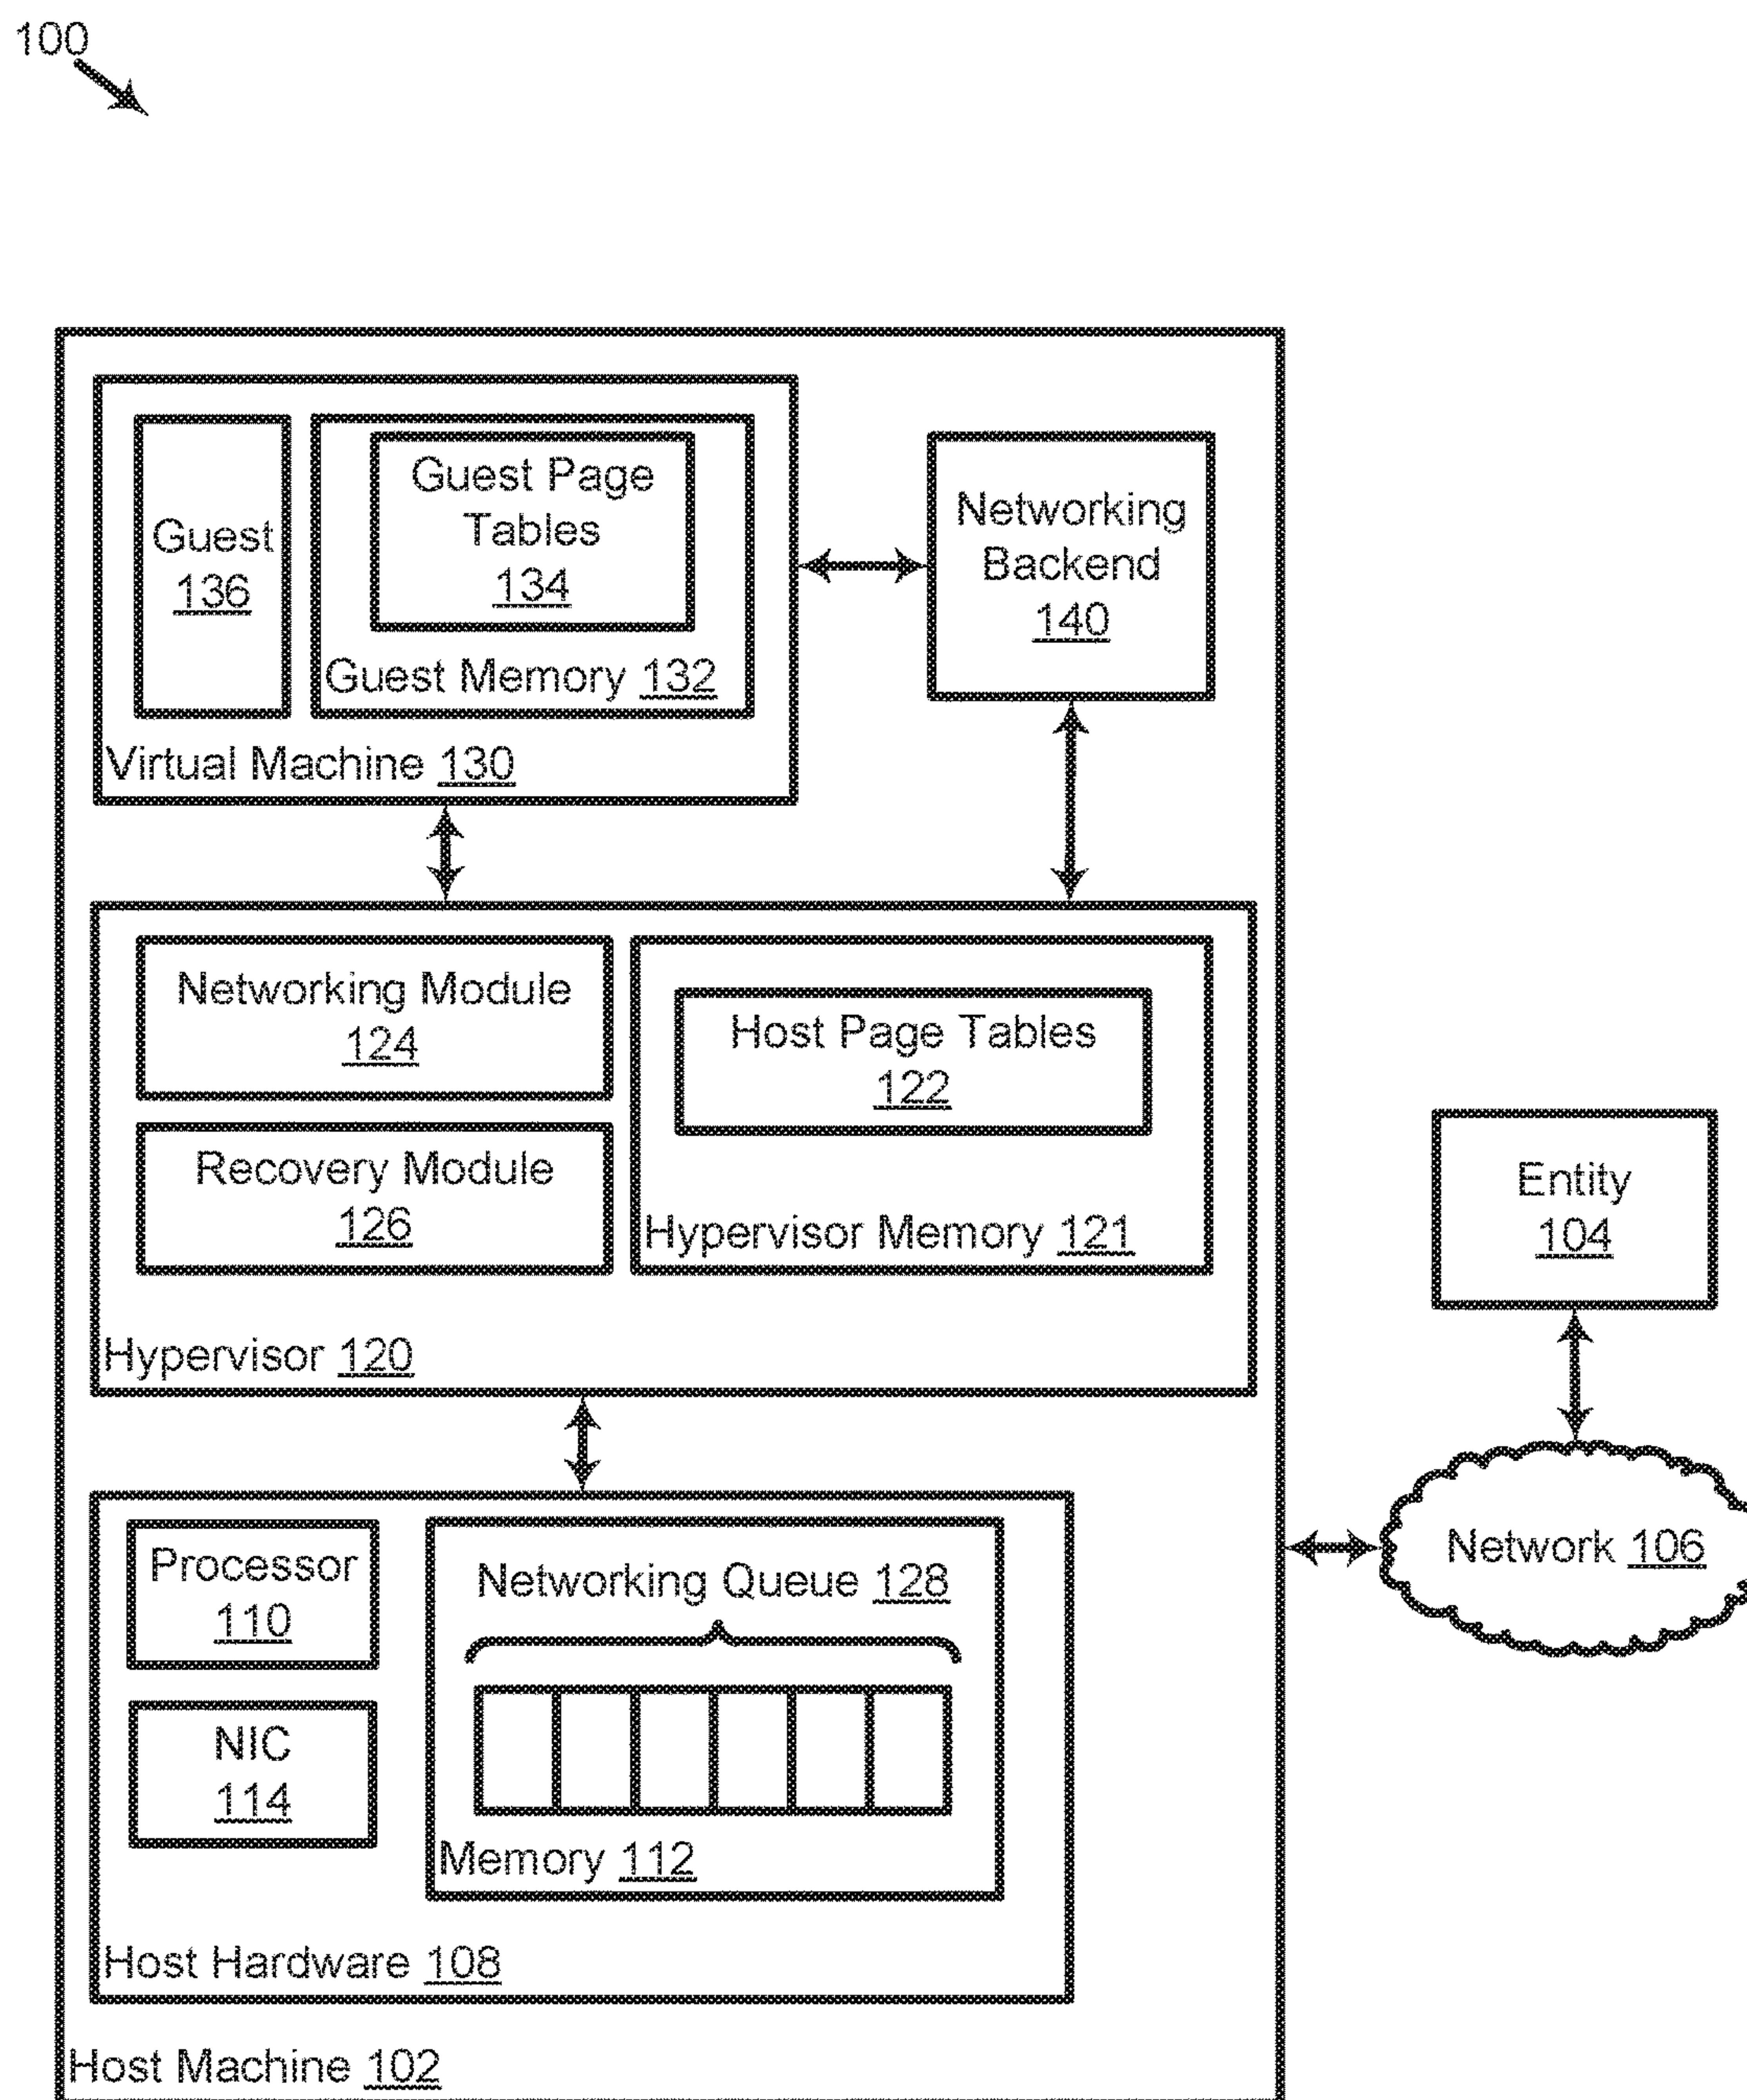 100
Guest
136
Guest Page
Tables
134
Guest Memory 132
Virtual Machine 130
Networking
Backend
140
Networking Module
124
Recovery Module
126
Host Page Tables
122
Hypervisor Memory 121
Hypervisor 120
Entity
104
Network 106
Processor
110
NIC
114
Networking Queue 128
Memory 112
Host Hardware 108
Host Machine 102